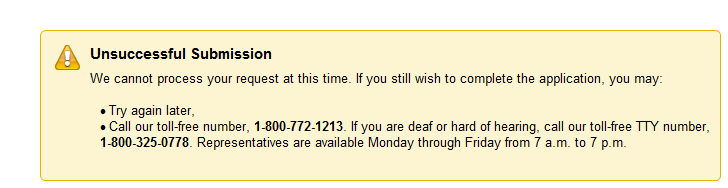 Unsuccessful Submission
We cannot process your request at this time. If you still wish to complete the application, you may:
• Try again later,
• Call our toll-free number, 1-800-772-1213. If you are deaf or hard of hearing, call our toll-free TTY number,
1-800-325-0778. Representatives are available Monday through Friday from 7 a.m. to 7 p.m.